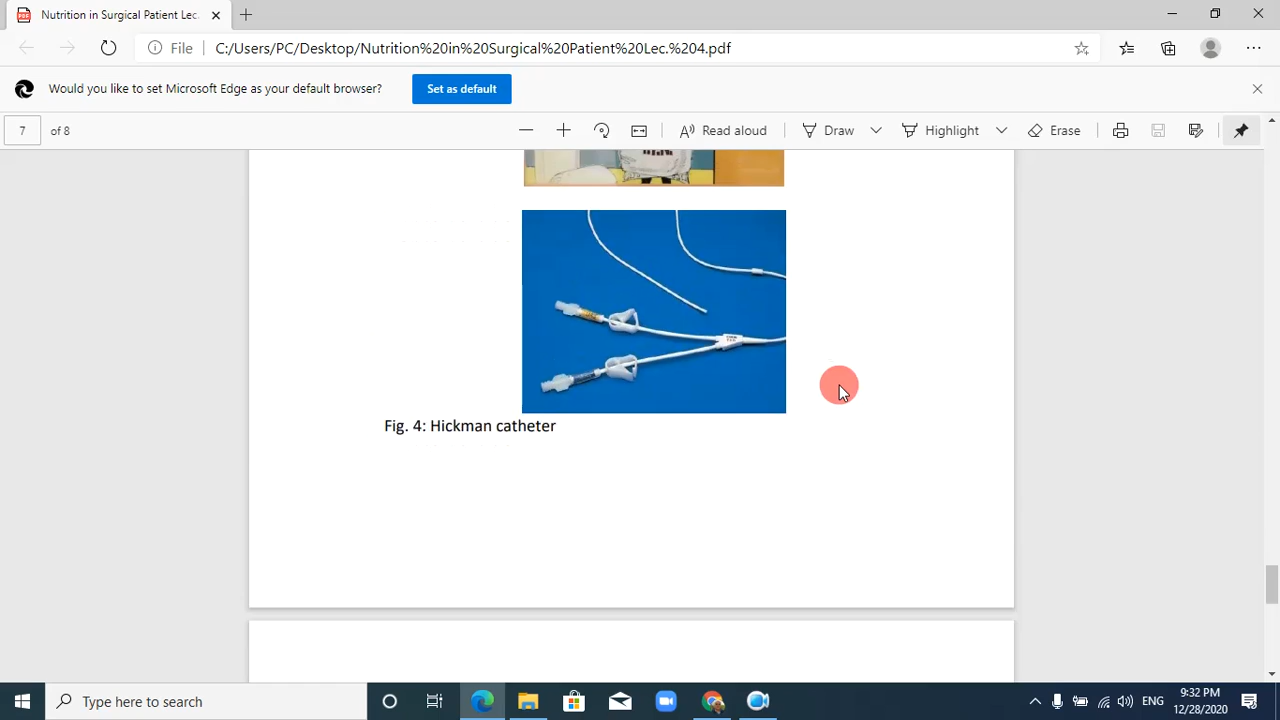 Nutrition in Surgical Patient Lec.
File
C:/Users/PC/Desktop/Nutrition%20in%20Surgical%20Patient%20Lec.%204.pdf
Would you like to set Microsoft Edge as your default browser?
Set as default
7
of 8
Read aloud
Draw
Highlight
Erase
Fig. 4: Hickman catheter
Type here to search
ENG
9:32 PM
12/28/2020